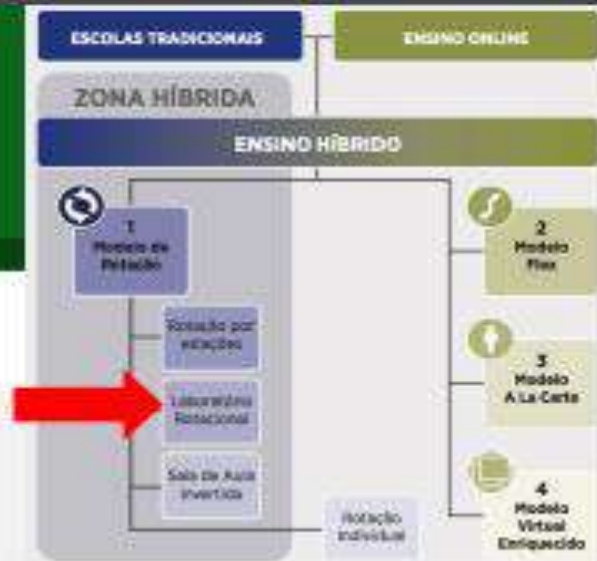 ESCOLAS TRADICIONAIS
ENSINO ONLINE
ZONA HÍBRIDA
ENSINO HÍBRIDO
1
Modelo de
Rotação
Rotação por
estações
Laboratório
Rotacional
Sala de Aula
Invertida
Rotação
Individual
2
Modelo
Flex
3
Modelo
A La Carte
4
Modelo
Virtual
Enriquecido